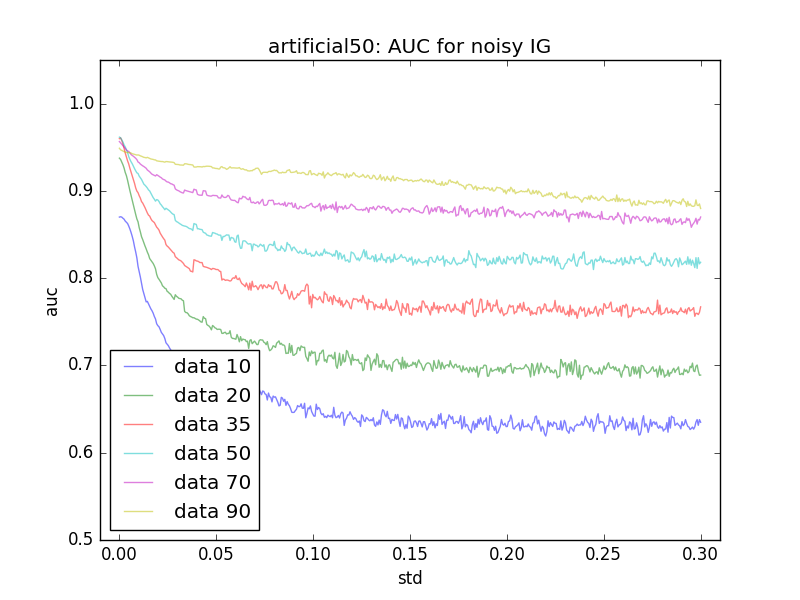 artificial50: AUC for noisy IG
1.0
0.9
0.8
0.7
0.6
0.5
auc
data 10
data 20
data 35
data 50
data 70
data 90
0.00 0.05 0.10 0.15 0.20 0.25 0.30
std